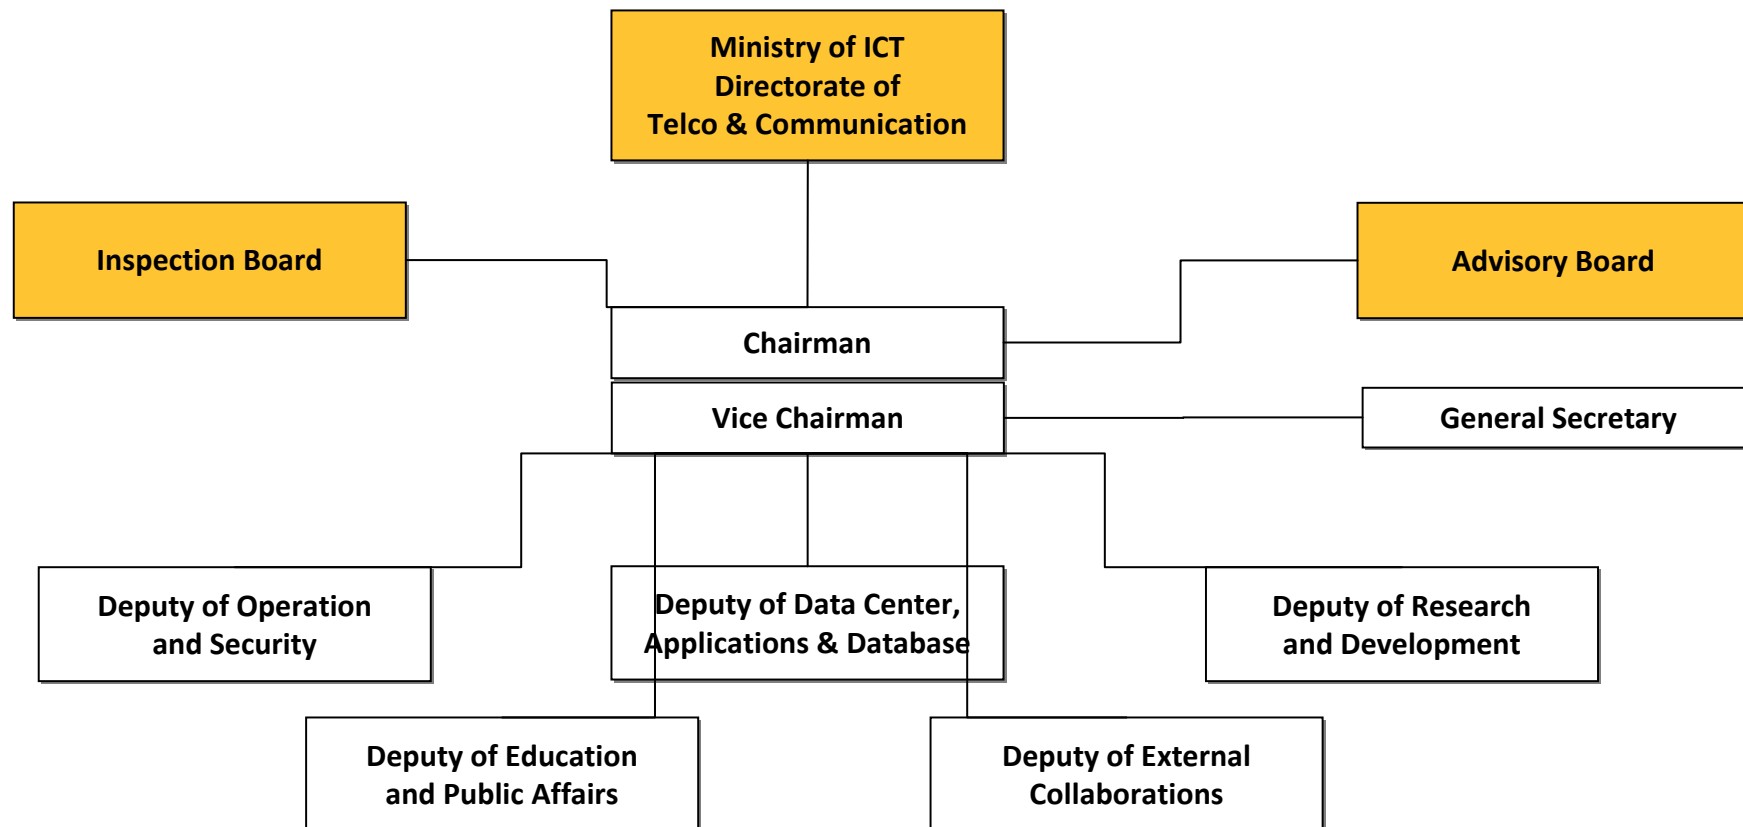 Ministry of ICT
Directorate of
Telco & Communication
Inspection Board
Advisory Board
Chairman
Vice Chairman
General Secretary
Deputy of Operation
and Security
Deputy of Data Center,
Applications & Database
Deputy of Research
and Development
Deputy of Education
and Public Affairs
Deputy of External
Collaborations